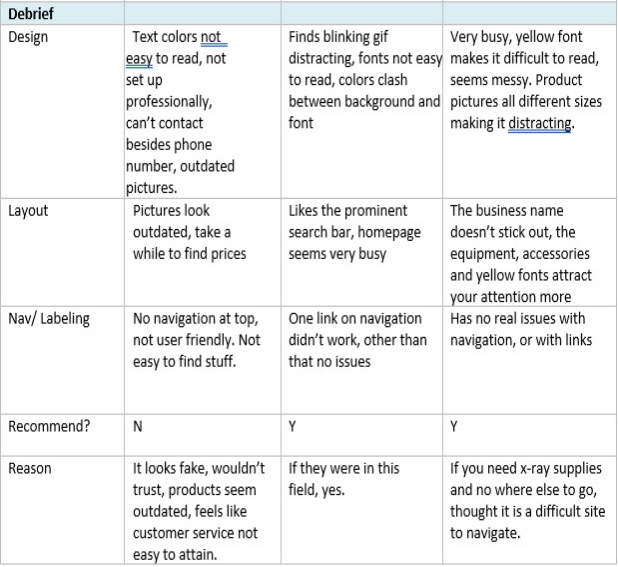 Debrief
Design
Text colors not
easy to read, not
set up
professionally,
can't contact
besides phone
number, outdated
pictures.
Finds blinking gif
distracting, fonts not easy
to read, colors clash
between background and
font
Very busy, yellow font
makes it difficult to read,
seems messy. Product
pictures all different sizes
making it distracting.
Layout
Pictures look
outdated, take a
while to find prices
Likes the prominent
search bar, homepage
seems very busy
The business name
doesn't stick out, the
equipment, accessories
and yellow fonts attract
your attention more
Nav/ Labeling
No navigation at top,
not user friendly. Not
easy to find stuff.
One link on navigation
didn't work, other than
that no issues
Has no real issues with
navigation, or with links
Recommend?
N
Y
Y
Reason
It looks fake, wouldn't
trust, products seem
outdated, feels like
customer service not
easy to attain.
If they were in this
field, yes.
If you need x-ray supplies
and no where else to go,
thought it is a difficult site
to navigate.